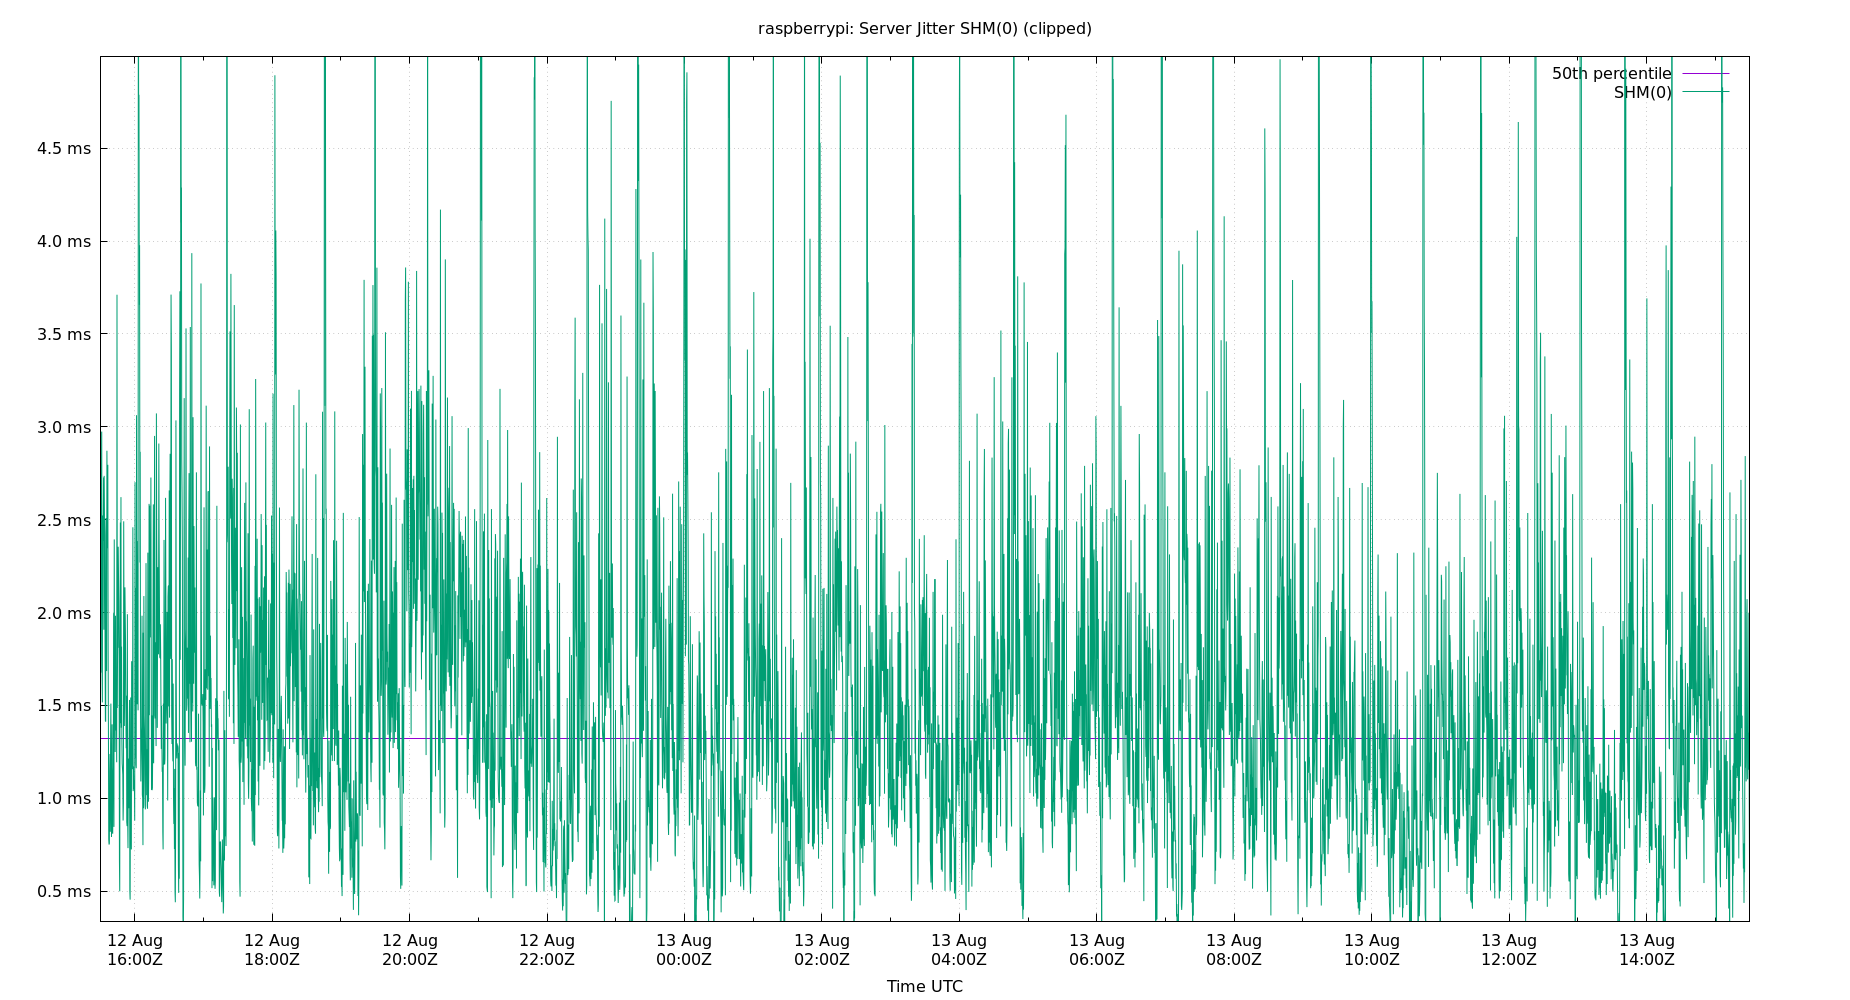 raspberrypi: Server Jitter SHM(0) (clipped)
50th percentile
SHM(0)
4.5 ms
4.0 ms
3.5 ms
3.0 ms
2.5 ms
2.0 ms
1.5 ms
1.0 ms
0.5 ms
12 Aug 12 Aug 12 Aug 12 Aug 13 Aug 13 Aug 13 Aug 13 Aug 13 Aug 13 Aug 13 Aug 13 Aug
16:00Z 18:00Z 20:00Z 22:00Z 00:00Z 02:00Z 04:00Z 06:00Z 08:00Z 10:00Z 12:00Z 14:00Z
Time UTC